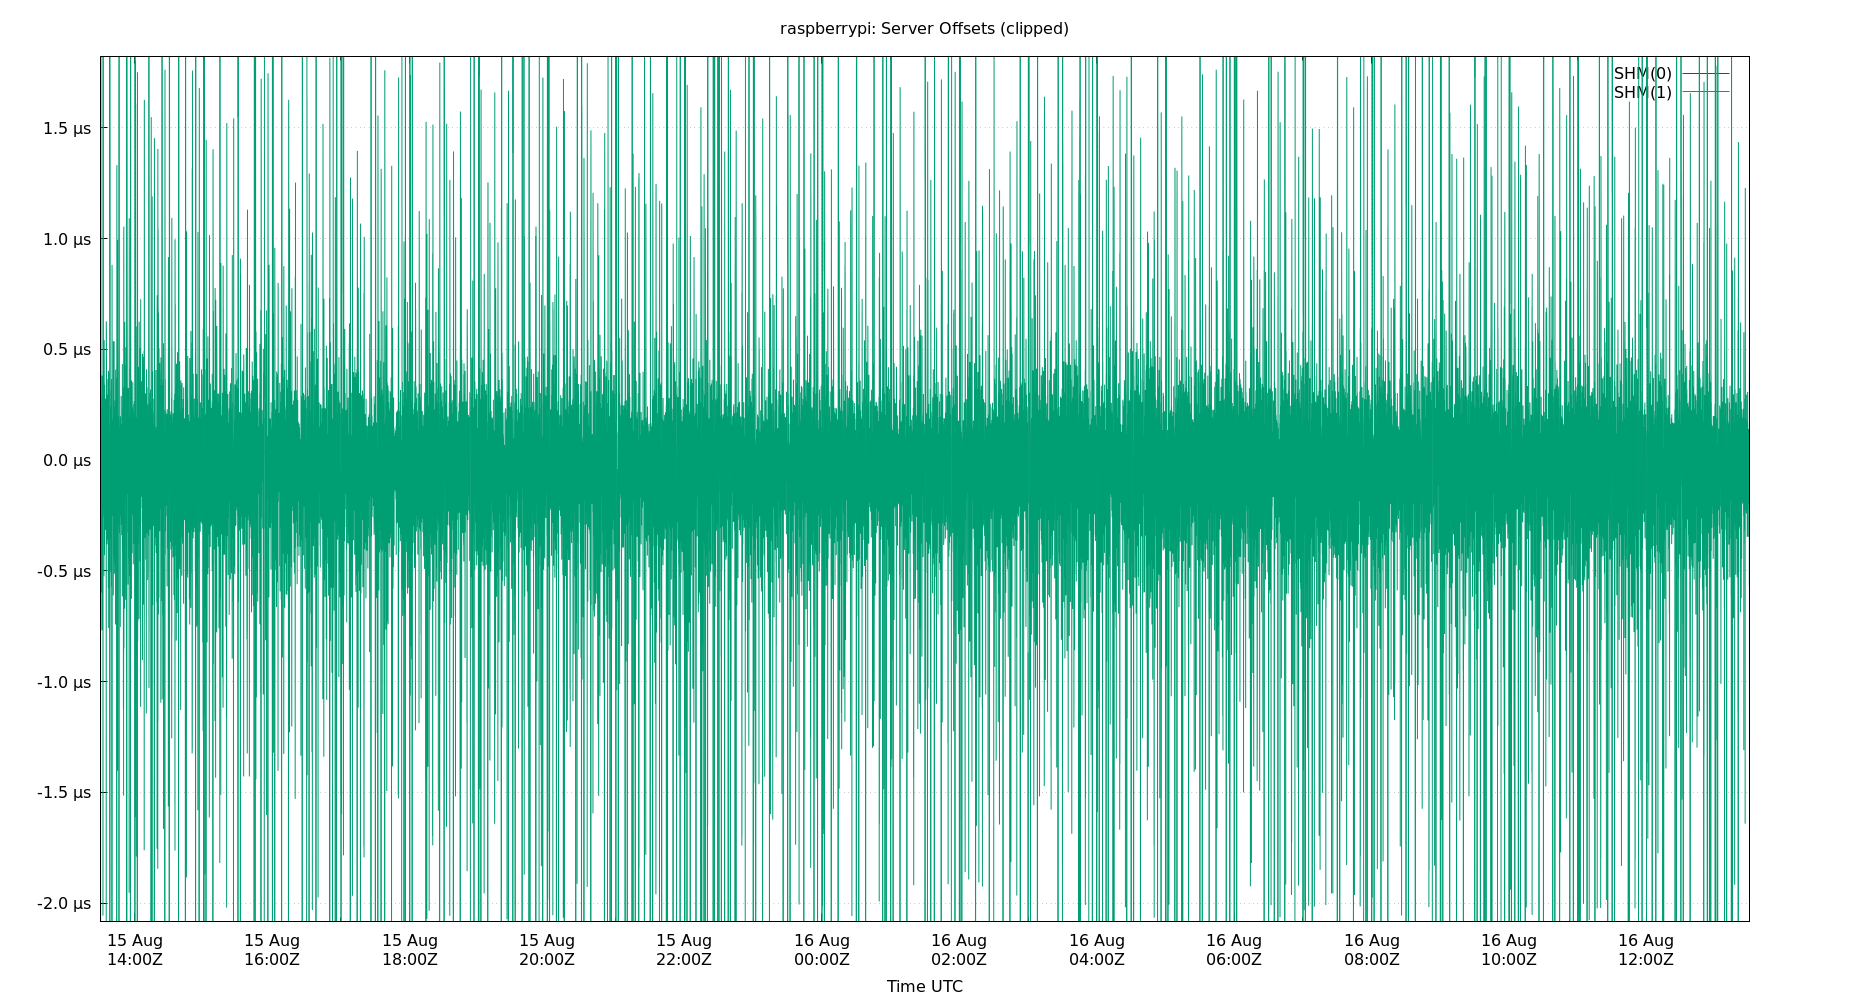 raspberrypi: Server Offsets (clipped)
SHM(0)
SHM(1)
1.5 µs
1.0 µs
0.5 µs
0.0 µs
-0.5 µs
-1.0 µs
-1.5 µs
-2.0 µs
15 Aug 15 Aug 15 Aug 15 Aug 15 Aug 16 Aug 16 Aug 16 Aug 16 Aug 16 Aug 16 Aug 16 Aug
14:00Z 16:00Z 18:00Z 20:00Z 22:00Z 00:00Z 02:00Z 04:00Z 06:00Z 08:00Z 10:00Z 12:00Z
Time UTC